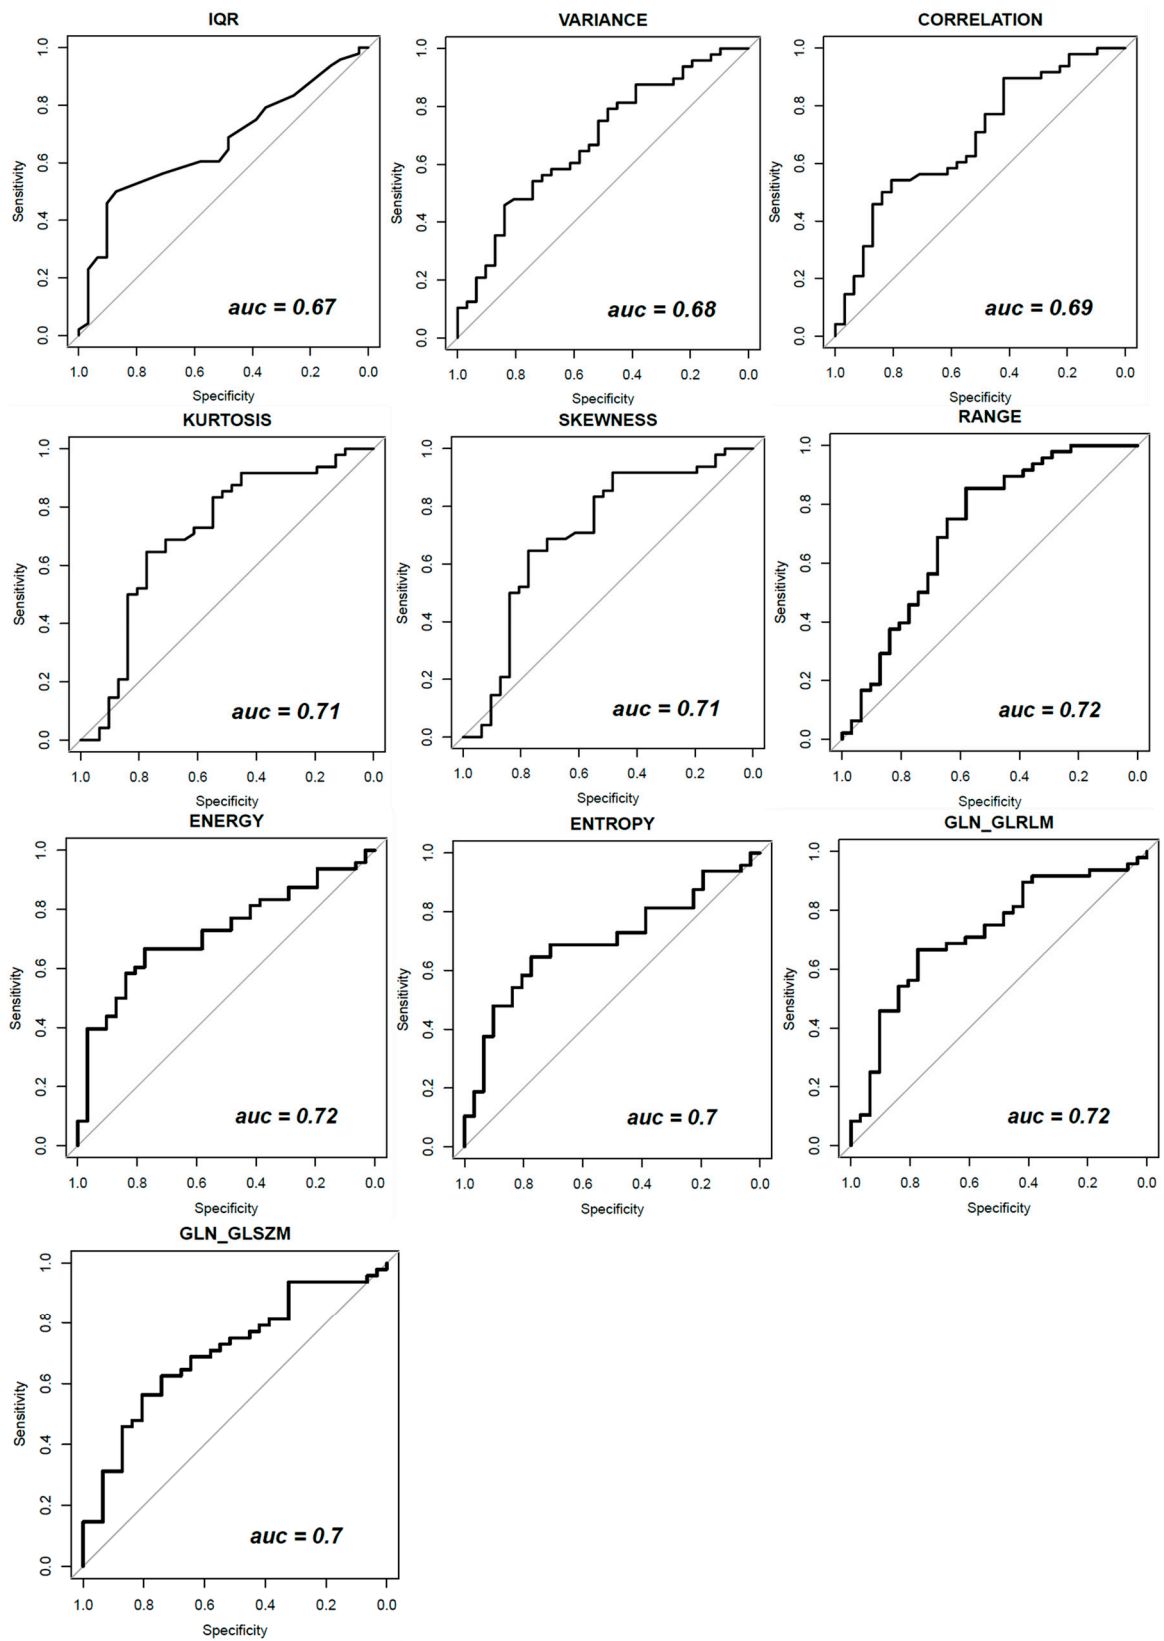 IQR
Sensitivity
0.0 0.2 0.4 0.6 0.8 1.0
auc = 0.67
1.0 0.8 0.6 0.4 0.2 0.0
Specificity
VARIANCE
Sensitivity
0.0 0.2 0.4 0.6 0.8 1.0
auc = 0.68
1.0 0.8 0.6 0.4 0.2 0.0
Specificity
CORRELATION
Sensitivity
0.0 0.2 0.4 0.6 0.8 1.0
auc = 0.69
1.0 0.8 0.6 0.4 0.2 0.0
Specificity
KURTOSIS
Sensitivity
0.0 0.2 0.4 0.6 0.8 1.0
auc = 0.71
1.0 0.8 0.6 0.4 0.2 0.0
Specificity
SKEWNESS
Sensitivity
0.0 0.2 0.4 0.6 0.8 1.0
auc = 0.71
1.0 0.8 0.6 0.4 0.2 0.0
Specificity
RANGE
Sensitivity
0.0 0.2 0.4 0.6 0.8 1.0
auc = 0.72
1.0 0.8 0.6 0.4 0.2 0.0
Specificity
ENERGY
Sensitivity
0.0 0.2 0.4 0.6 0.8 1.0
auc = 0.72
1.0 0.8 0.6 0.4 0.2 0.0
Specificity
ENTROPY
Sensitivity
0.0 0.2 0.4 0.6 0.8 1.0
auc = 0.7
1.0 0.8 0.6 0.4 0.2 0.0
Specificity
GLN_GLRLM
Sensitivity
0.0 0.2 0.4 0.6 0.8 1.0
auc = 0.72
1.0 0.8 0.6 0.4 0.2 0.0
Specificity
GLN_GLSZM
Sensitivity
0.0 0.2 0.4 0.6 0.8 1.0
auc = 0.7
1.0 0.8 0.6 0.4 0.2 0.0
Specificity